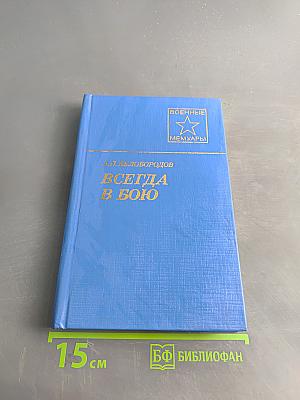 ВОЕННЫЕ
МЕМУАРЫ
А.П. БЕЛОБОРОДОВ
ВСЕГДА
В БОЮ
15 см
БФ БИБЛИОФАН